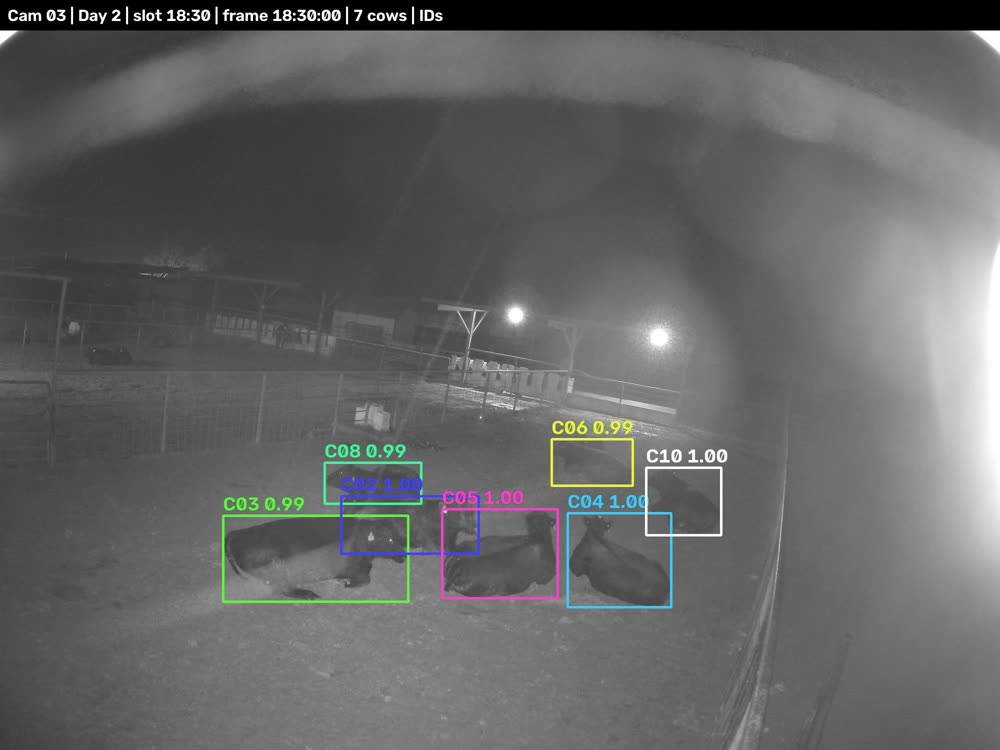 Cam 03 | Day 2 | slot 18:30 | frame 18:30:00 | 7 cows | IDs
C06 0.99
C08 0.99
C10 1.00
C02 1.00
C05 1.00
C03 0.99
C04 1.00